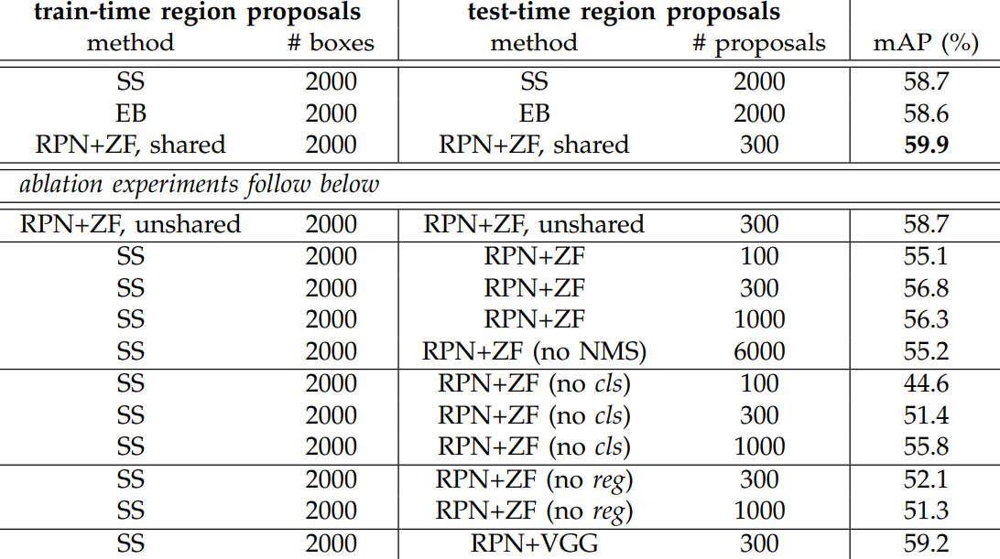 train-time region proposals test-time region proposals
method # boxes method # proposals mAP (%)
SS 2000 SS 2000 58.7
EB 2000 EB 2000 58.6
RPN+ZF, shared 2000 RPN+ZF, shared 300 59.9
ablation experiments follow below
RPN+ZF, unshared 2000 RPN+ZF, unshared 300 58.7
SS 2000 RPN+ZF 100 55.1
SS 2000 RPN+ZF 300 56.8
SS 2000 RPN+ZF 1000 56.3
SS 2000 RPN+ZF (no NMS) 6000 55.2
SS 2000 RPN+ZF (no cls) 100 44.6
SS 2000 RPN+ZF (no cls) 300 51.4
SS 2000 RPN+ZF (no cls) 1000 55.8
SS 2000 RPN+ZF (no reg) 300 52.1
SS 2000 RPN+ZF (no reg) 1000 51.3
SS 2000 RPN+VGG 300 59.2